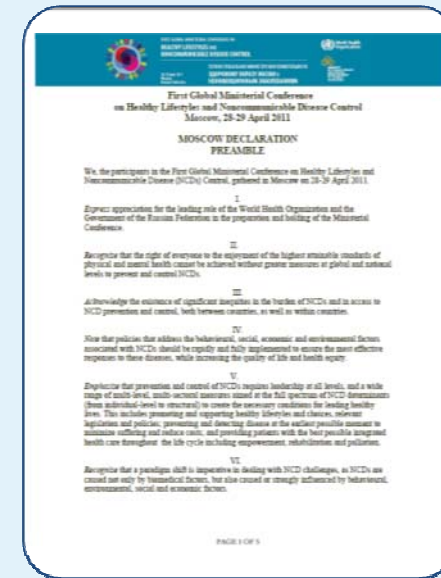 FIRST GLOBAL MINISTERIAL CONFERENCE ON
HEALTHY LIFESTYLES AND
NONCOMMUNICABLE DISEASE CONTROL
World Health
Organization
First Global Ministerial Conference
on Healthy Lifestyles and Noncommunicable Disease Control
Moscow, 28-29 April 2011
MOSCOW DECLARATION
PREAMBLE
We, the participants in the First Global Ministerial Conference on Healthy Lifestyles and
Noncommunicable Disease (NCDs) Control, gathered in Moscow on 28-29 April 2011.
I.
Express appreciation for the leading role of the World Health Organization and the
Government of the Russian Federation in the preparation and holding of the Ministerial
Conference.
II.
Recognize that the right of everyone to the enjoyment of the highest attainable standards of
physical and mental health cannot be achieved without greater measures at global and national
levels to prevent and control NCDs.
III.
Acknowledge the existence of significant inequities in the burden of NCDs and in access to
NCD prevention and control, both between countries, as well as within countries.
IV.
Note that policies that address the behavioural, social, economic and environmental factors
associated with NCDs should be rapidly and fully implemented to ensure the most effective
responses to these diseases, while increasing the quality of life and health equity.
V.
Emphasize that prevention and control of NCDs requires leadership at all levels, and a wide
range of multi-level, multi-sectoral measures aimed at the full spectrum of NCD determinants
(from individual-level to structural) to create the necessary conditions for leading healthy
lives. This includes promoting and supporting healthy lifestyles and choices, relevant
legislation and policies; preventing and detecting disease at the earliest possible moment to
minimize suffering and reduce costs; and providing patients with the best possible integrated
health care throughout the life cycle including empowerment, rehabilitation and palliation.
VI.
Recognize that a paradigm shift is imperative in dealing with NCD challenges, as NCDs are
caused not only by biomedical factors, but also caused or strongly influenced by behavioural,
environmental, social and economic factors.
PAGE 1 OF 5